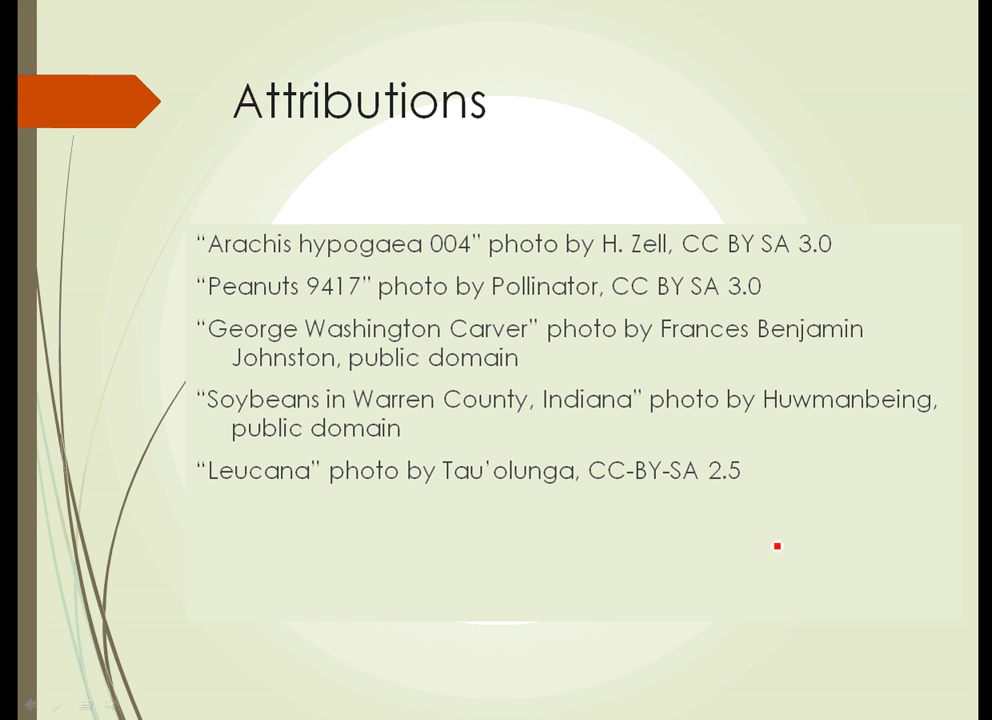 Attributions
“Arachis hypogaea 004” photo by H. Zell, CC BY SA 3.0
“Peanuts 9417” photo by Pollinator, CC BY SA 3.0
“George Washington Carver” photo by Frances Benjamin
Johnston, public domain
“Soybeans in Warren County, Indiana” photo by Huwmanbeing,
public domain
“Leucana” photo by Tau’olunga, CC-BY-SA 2.5